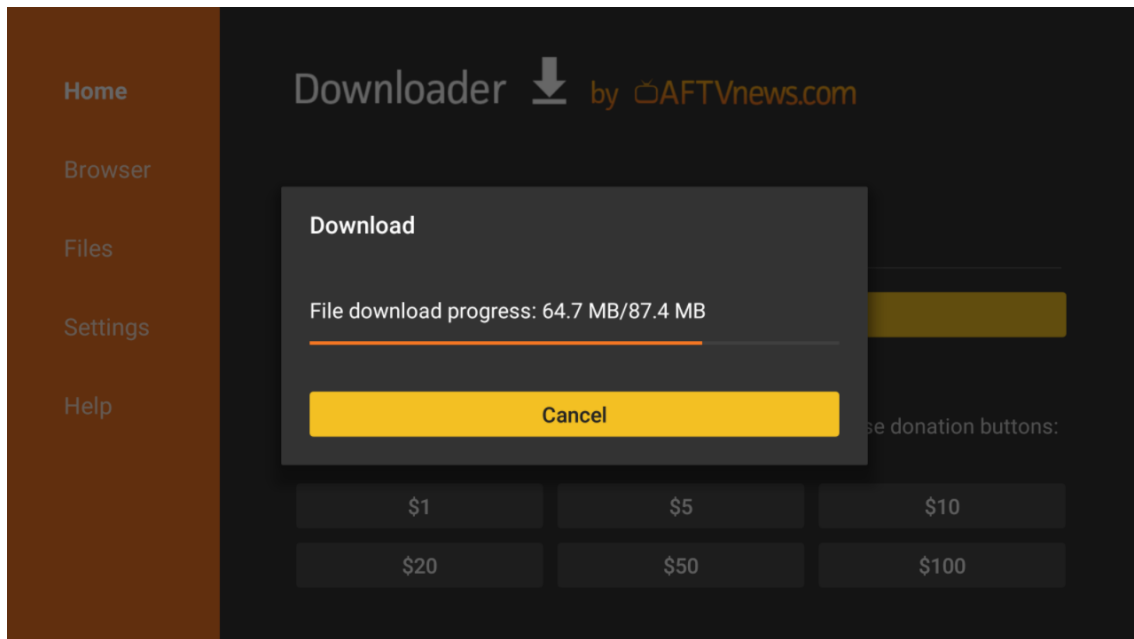 Home
Browser
Files
Settings
Help
Downloader by AFTVnews.com
Download
File download progress: 64.7 MB/87.4 MB
Cancel
donation buttons:
$1 $5 $10
$20 $50 $100